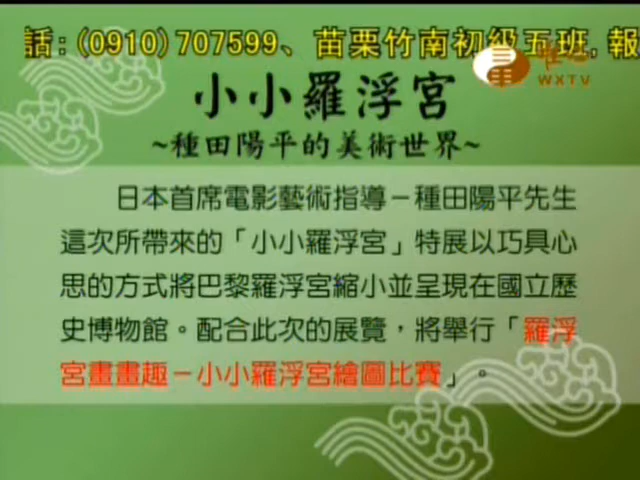 話:(0910)707599、苗栗竹南初級五班,報
WXTV
小小羅浮宮
~種田陽平的美術世界~
日本首席電影藝術指導－種田陽平先生
這次所帶來的「小小羅浮宮」特展以巧具心
思的方式將巴黎羅浮宮縮小並呈現在國立歷
史博物館。配合此次的展覽，將舉行「羅浮
宮畫畫趣－小小羅浮宮繪圖比賽」。